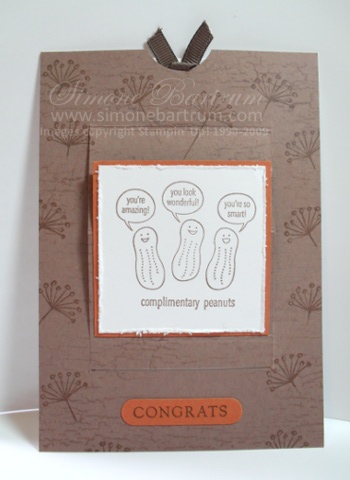 Simone Bartrum
www.simonebartrum.com
Images copyright Stampin' Up! 1990-2009
you're
amazing!
you look
wonderful!
you're so
smart!
complimentary peanuts
CONGRATS